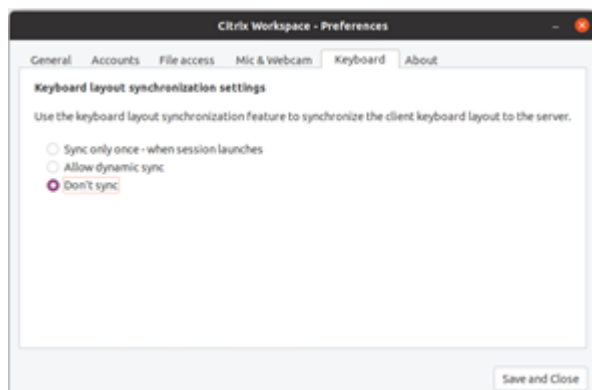 Citrix Workspace - Preferences
General Accounts File access Mic & Webcam Keyboard About
Keyboard layout synchronization settings
Use the keyboard layout synchronization feature to synchronize the client keyboard layout to the server.
Sync only once - when session launches
Allow dynamic sync
Don't sync
Save and Close